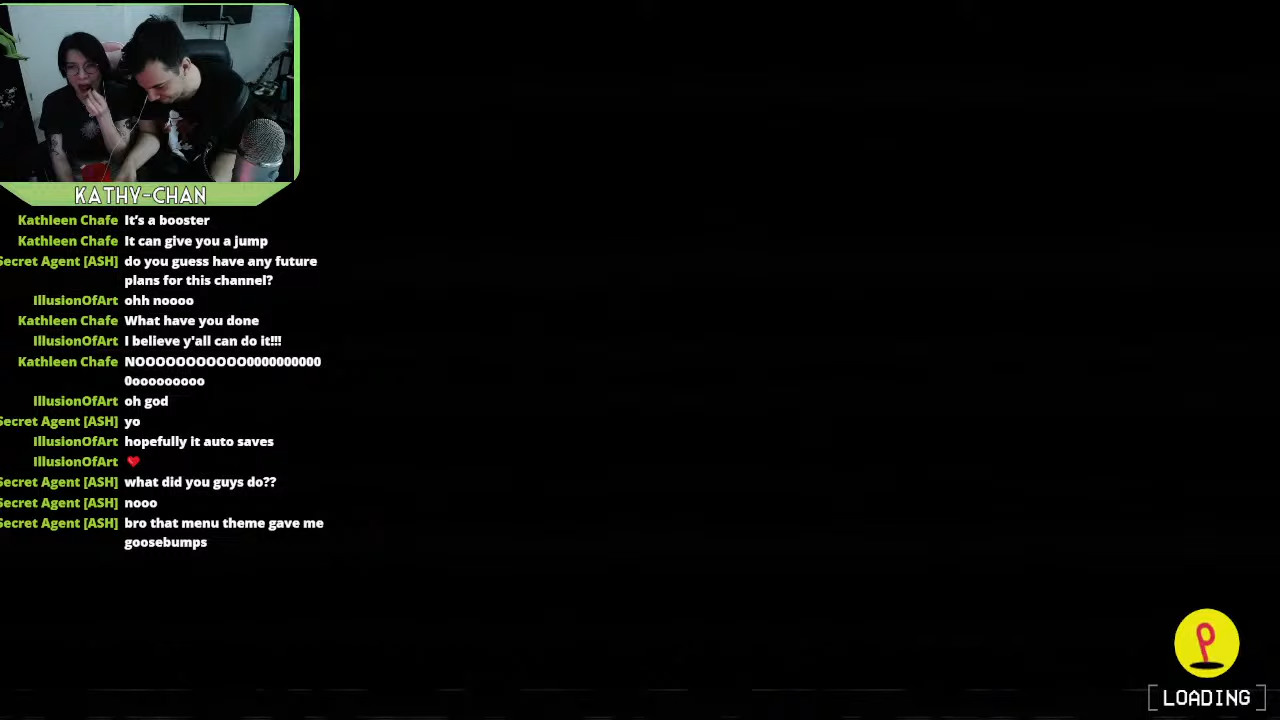 KATHY-CHAN
Kathleen Chafe It's a booster
Kathleen Chafe It can give you a jump
Secret Agent [ASH] do you guess have any future
plans for this channel?
IllusionOfArt ohh noooo
Kathleen Chafe What have you done
IllusionOfArt I believe y'all can do it!!!
Kathleen Chafe NOOOOOOOOOOO0000000000
0ooooooooo
IllusionOfArt oh god
Secret Agent [ASH] yo
IllusionOfArt hopefully it auto saves
IllusionOfArt
Secret Agent [ASH] what did you guys do??
Secret Agent [ASH] nooo
Secret Agent [ASH] bro that menu theme gave me
goosebumps
P
[LOADING]